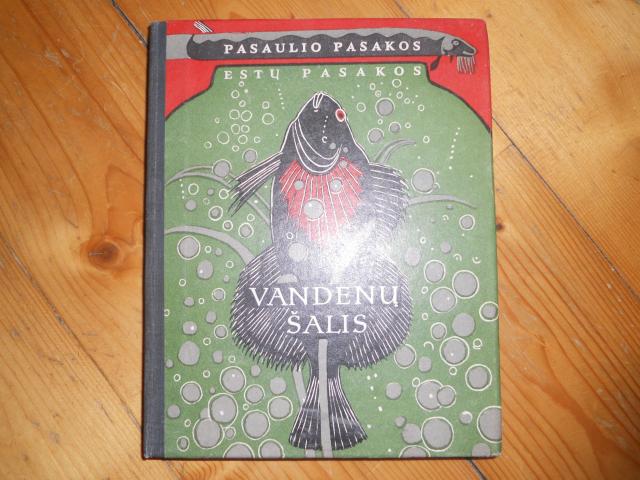 PASAULIO PASAKOS
ESTŲ PASAKOS
VANDENŲ
ŠALIS